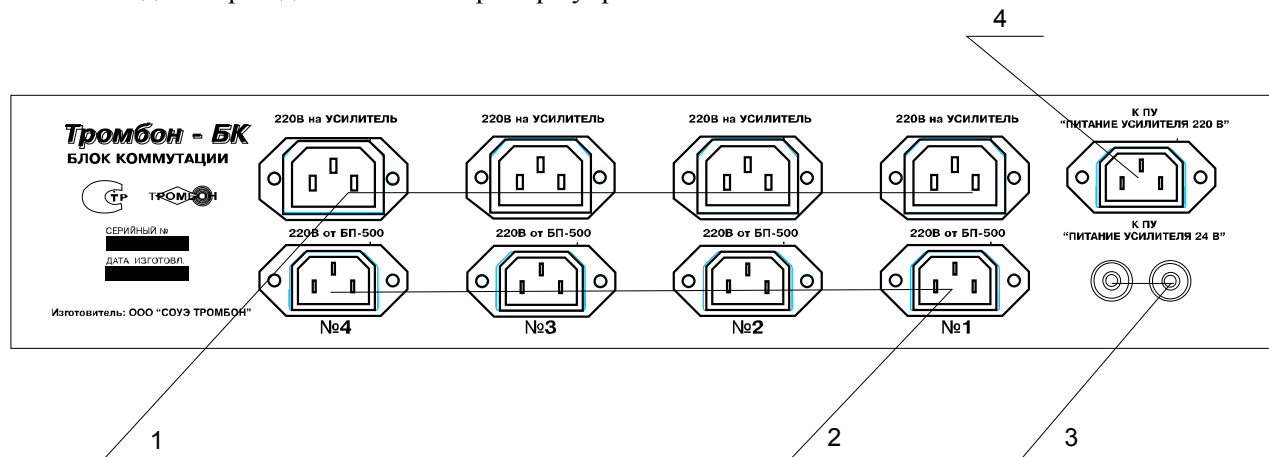 4
Тромбон - БК
БЛОК КОММУТАЦИИ
СТР ТРОМБОН
СЕРИЙНЫЙ №
ДАТА ИЗГОТОВЛ.
Изготовитель: ООО “СОУЭ ТРОМБОН”
220В на УСИЛИТЕЛЬ 220В на УСИЛИТЕЛЬ 220В на УСИЛИТЕЛЬ 220В на УСИЛИТЕЛЬ
220В от БП-500 220В от БП-500 220В от БП-500 220В от БП-500
№4 №3 №2 №1
К ПУ
“ПИТАНИЕ УСИЛИТЕЛЯ 220 В”
К ПУ
“ПИТАНИЕ УСИЛИТЕЛЯ 24 В”
1 2 3